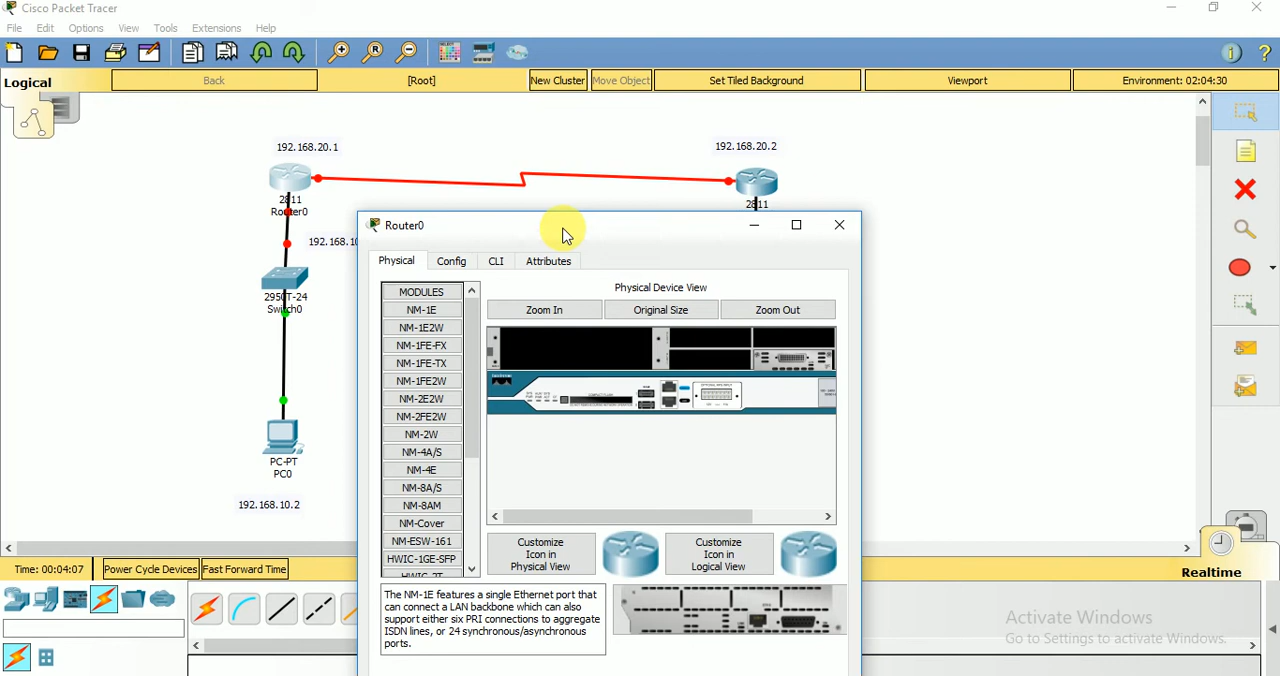 Cisco Packet Tracer
File Edit Options View Tools Extensions Help
Logical
Back
[Root]
New Cluster
Move Object
Set Tiled Background
Viewport
Environment: 02:04:30
192.168.20.1
192.168.20.2
2811
Router0
2811
192.168.10
2950T-24
Switch0
PC-PT
PC0
192.168.10.2
Router0
Physical Config CLI Attributes
MODULES
NM-1E
NM-1E2W
NM-1FE-FX
NM-1FE-TX
NM-1FE2W
NM-2E2W
NM-2FE2W
NM-2W
NM-4A/S
NM-4E
NM-8A/S
NM-8AM
NM-Cover
NM-ESW-161
HWIC-1GE-SFP
HWIC-2T
Physical Device View
Zoom In
Original Size
Zoom Out
Customize
Icon in
Physical View
Customize
Icon in
Logical View
The NM-1E features a single Ethernet port that
can connect a LAN backbone which can also
support either six PRI connections to aggregate
ISDN lines, or 24 synchronous/asynchronous
ports.
Time: 00:04:07
Power Cycle Devices
Fast Forward Time
Realtime
Activate Windows
Go to Settings to activate Windows.